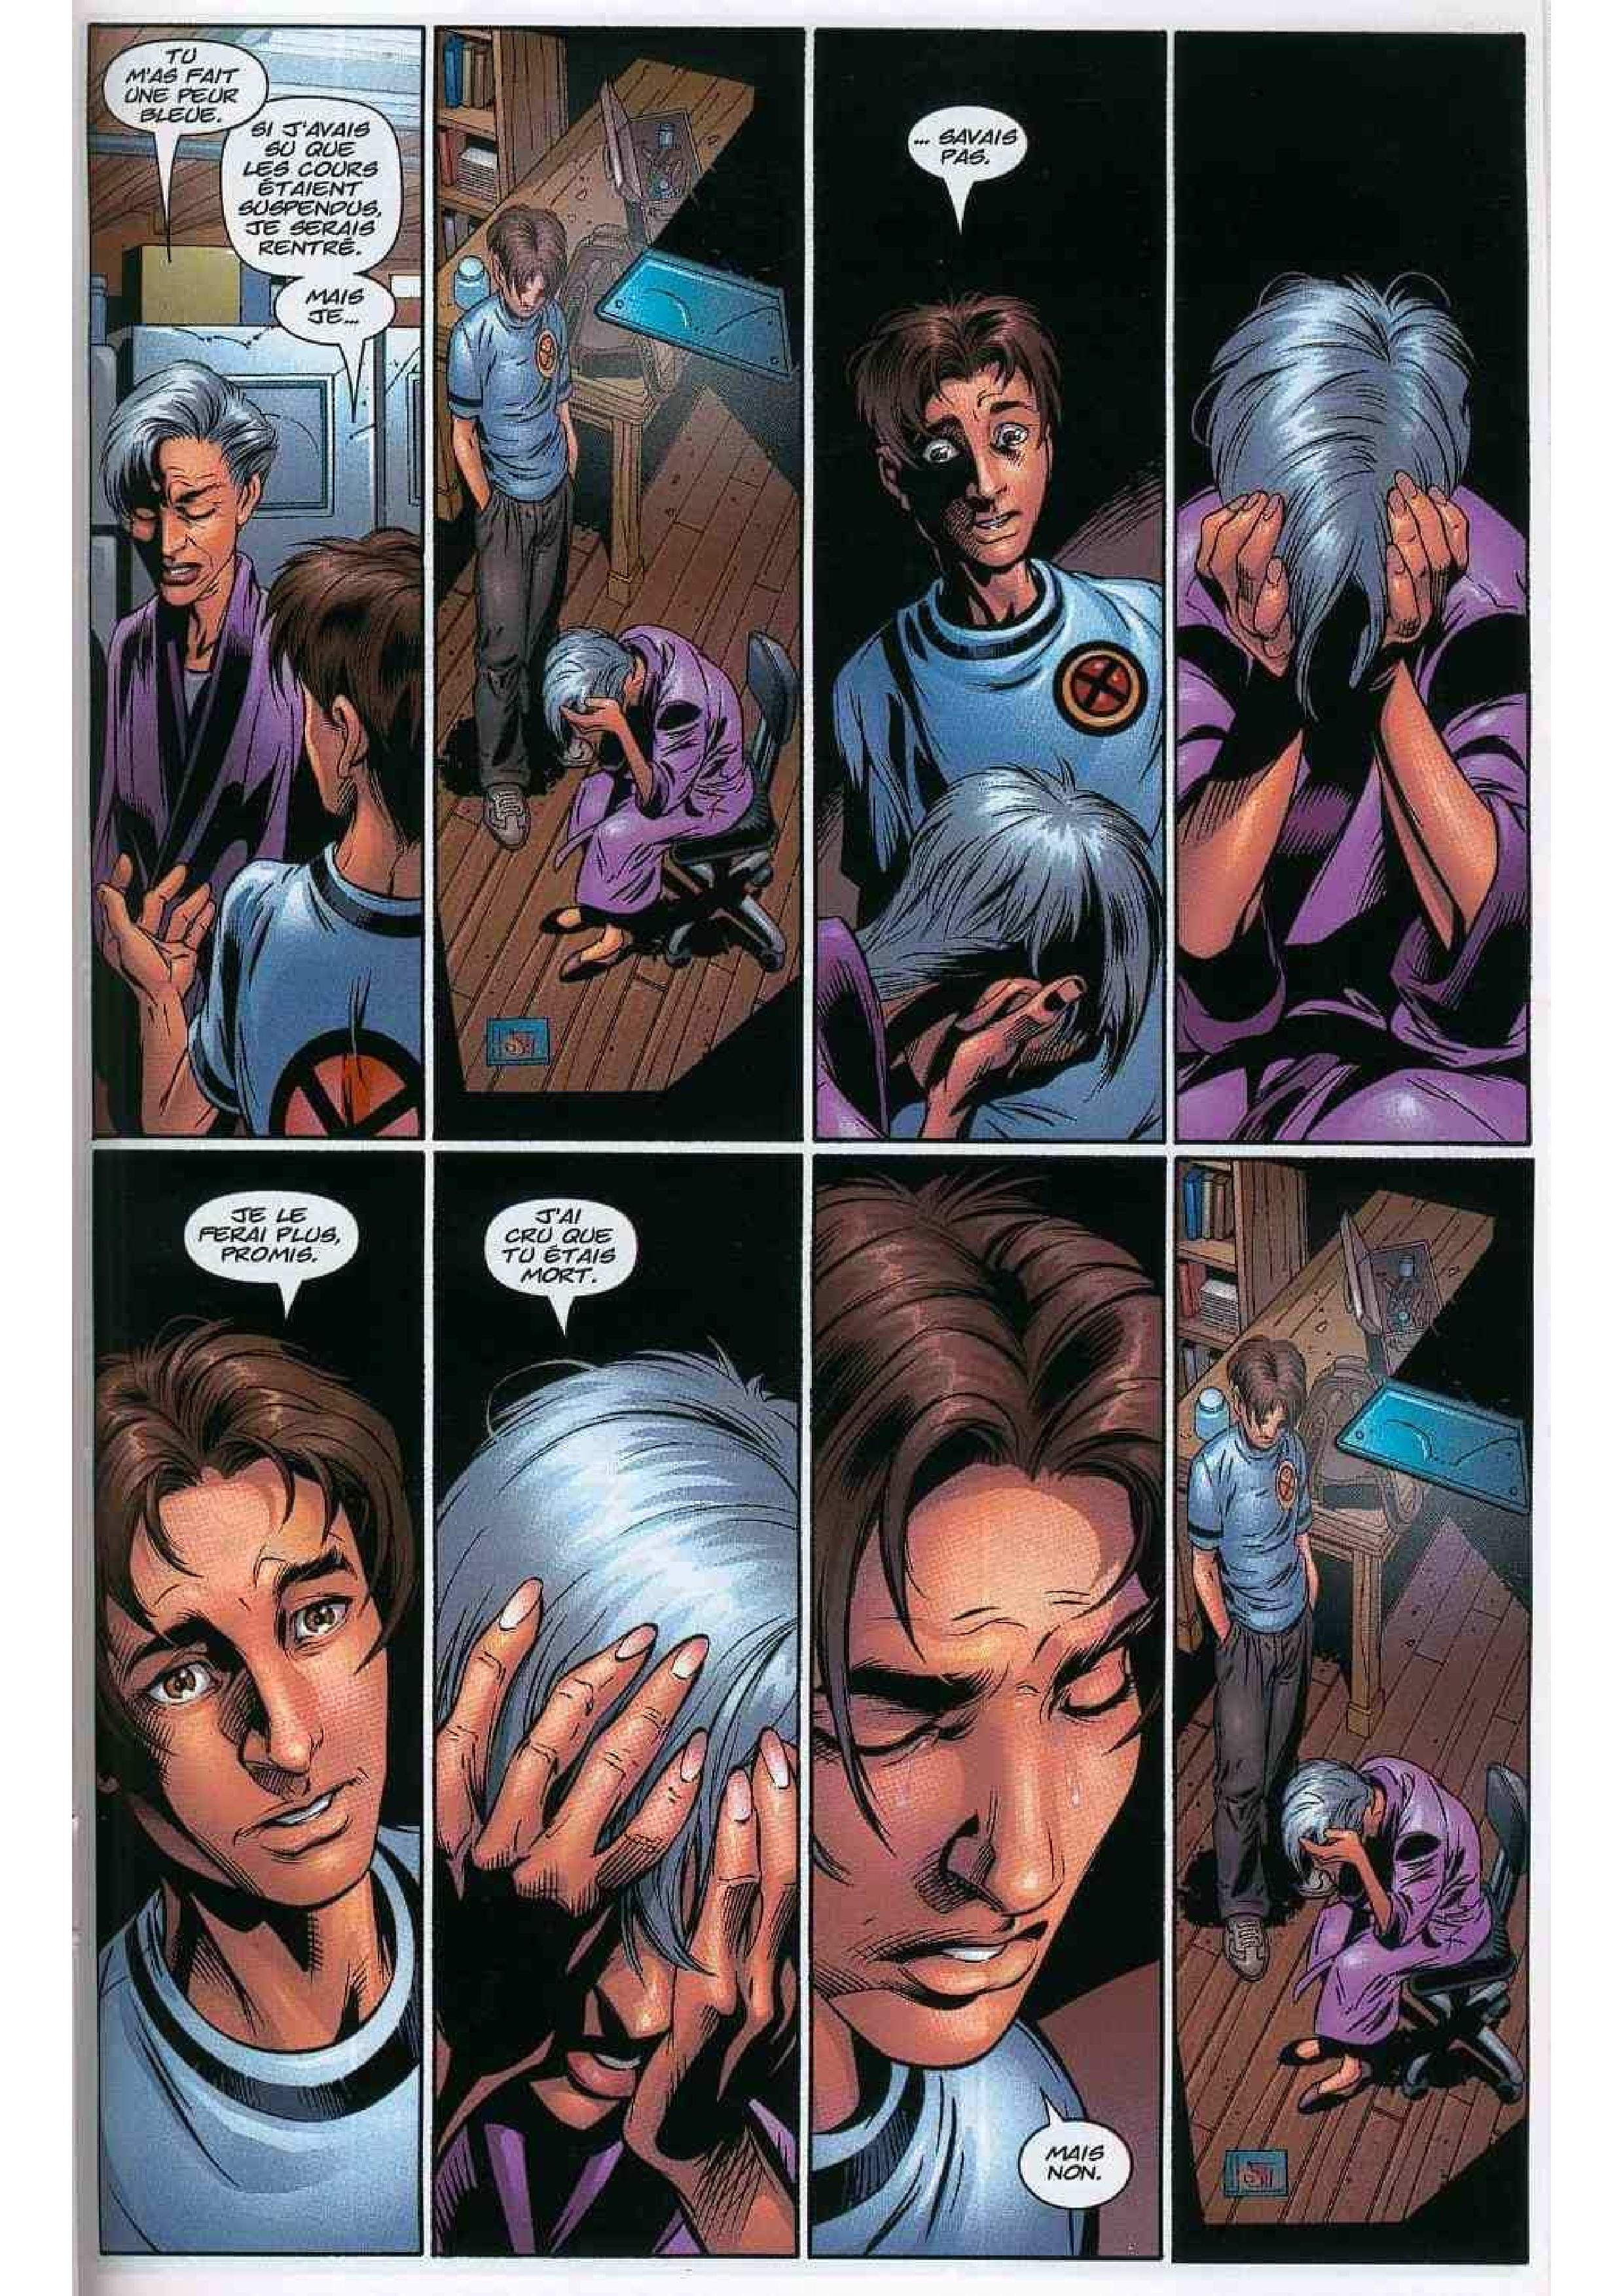 TU
M'AS FAIT
UNE PEUR
BLEUE.
SI J'AVAIS
SU QUE
LES COURS
ÉTAIENT
SUSPENDUS,
JE SERAIS
RENTRÉ.
MAIS
JE...
... SAVAIS
PAS.
JE LE
FERAI PLUS,
PROMIS.
J'AI
CRU QUE
TU ÉTAIS
MORT.
MAIS
NON.